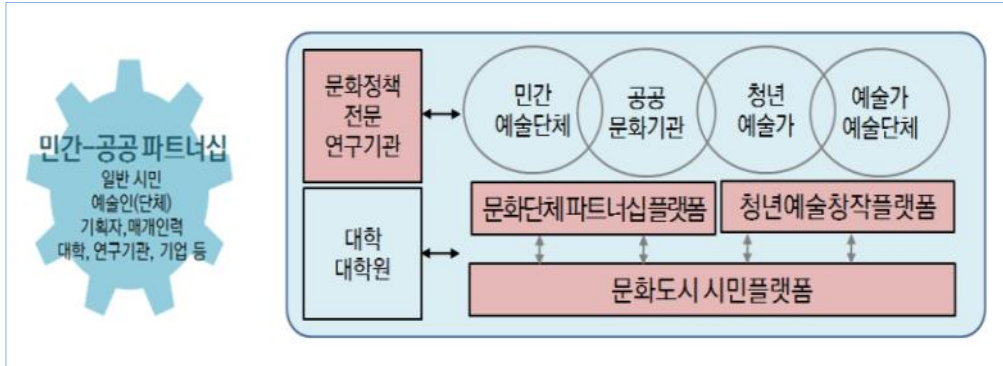 민간-공공 파트너십
일반 시민
예술인(단체)
기획자,매개인력
대학, 연구기관, 기업 등
문화정책
전문
연구기관
대학
대학원
민간
예술단체
공공
문화기관
청년
예술가
예술가
예술단체
문화단체파트너십플랫폼
청년예술창작플랫폼
문화도시 시민플랫폼